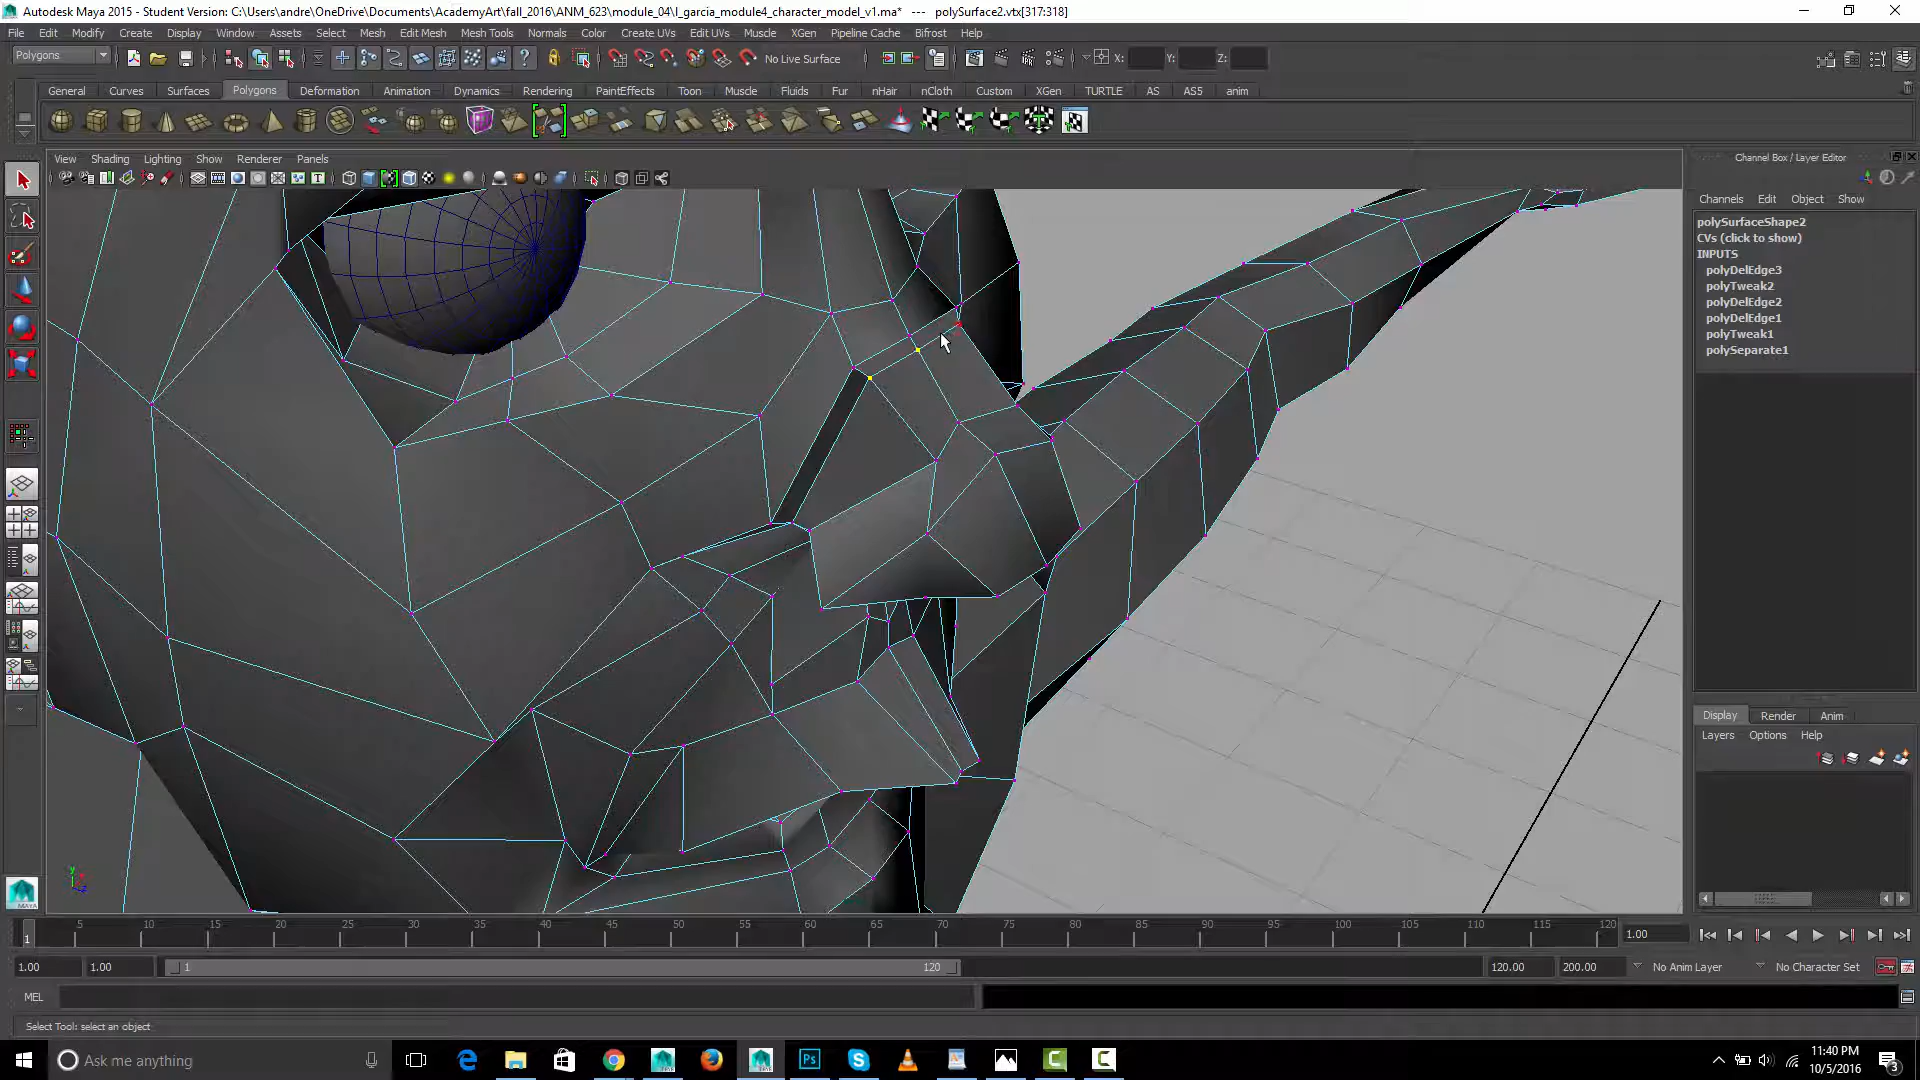 Autodesk Maya 2015 - Student Version: C:\Users\andre\OneDrive\Documents\AcademyArt\fall_2016\ANM_623\module_04\l_garcia_module4_character_model_v1.ma*   ---   polySurface2.vtx[317:318]
File Edit Modify Create Display Window Assets Select Mesh Edit Mesh Mesh Tools Normals Color Create UVs Edit UVs Muscle XGen Pipeline Cache Bifrost Help
Polygons No Live Surface X: Y: Z:
General Curves Surfaces Polygons Deformation Animation Dynamics Rendering PaintEffects Toon Muscle Fluids Fur nHair nCloth Custom XGen TURTLE AS AS5 anim
View Shading Lighting Show Renderer Panels
Channel Box / Layer Editor
Channels Edit Object Show
polySurfaceShape2
CVs (click to show)
INPUTS
polyDelEdge3
polyTweak2
polyDelEdge2
polyDelEdge1
polyTweak1
polySeparate1
Display Render Anim
Layers Options Help
y
MAYA
1 5 10 15 20 25 30 35 40 45 50 55 60 65 70 75 80 85 90 95 100 105 110 115 120 1.00
1.00 1.00 1 120 120.00 200.00 No Anim Layer No Character Set
MEL
Select Tool: select an object
Ask me anything
Ps
11:40 PM
10/5/2016
3